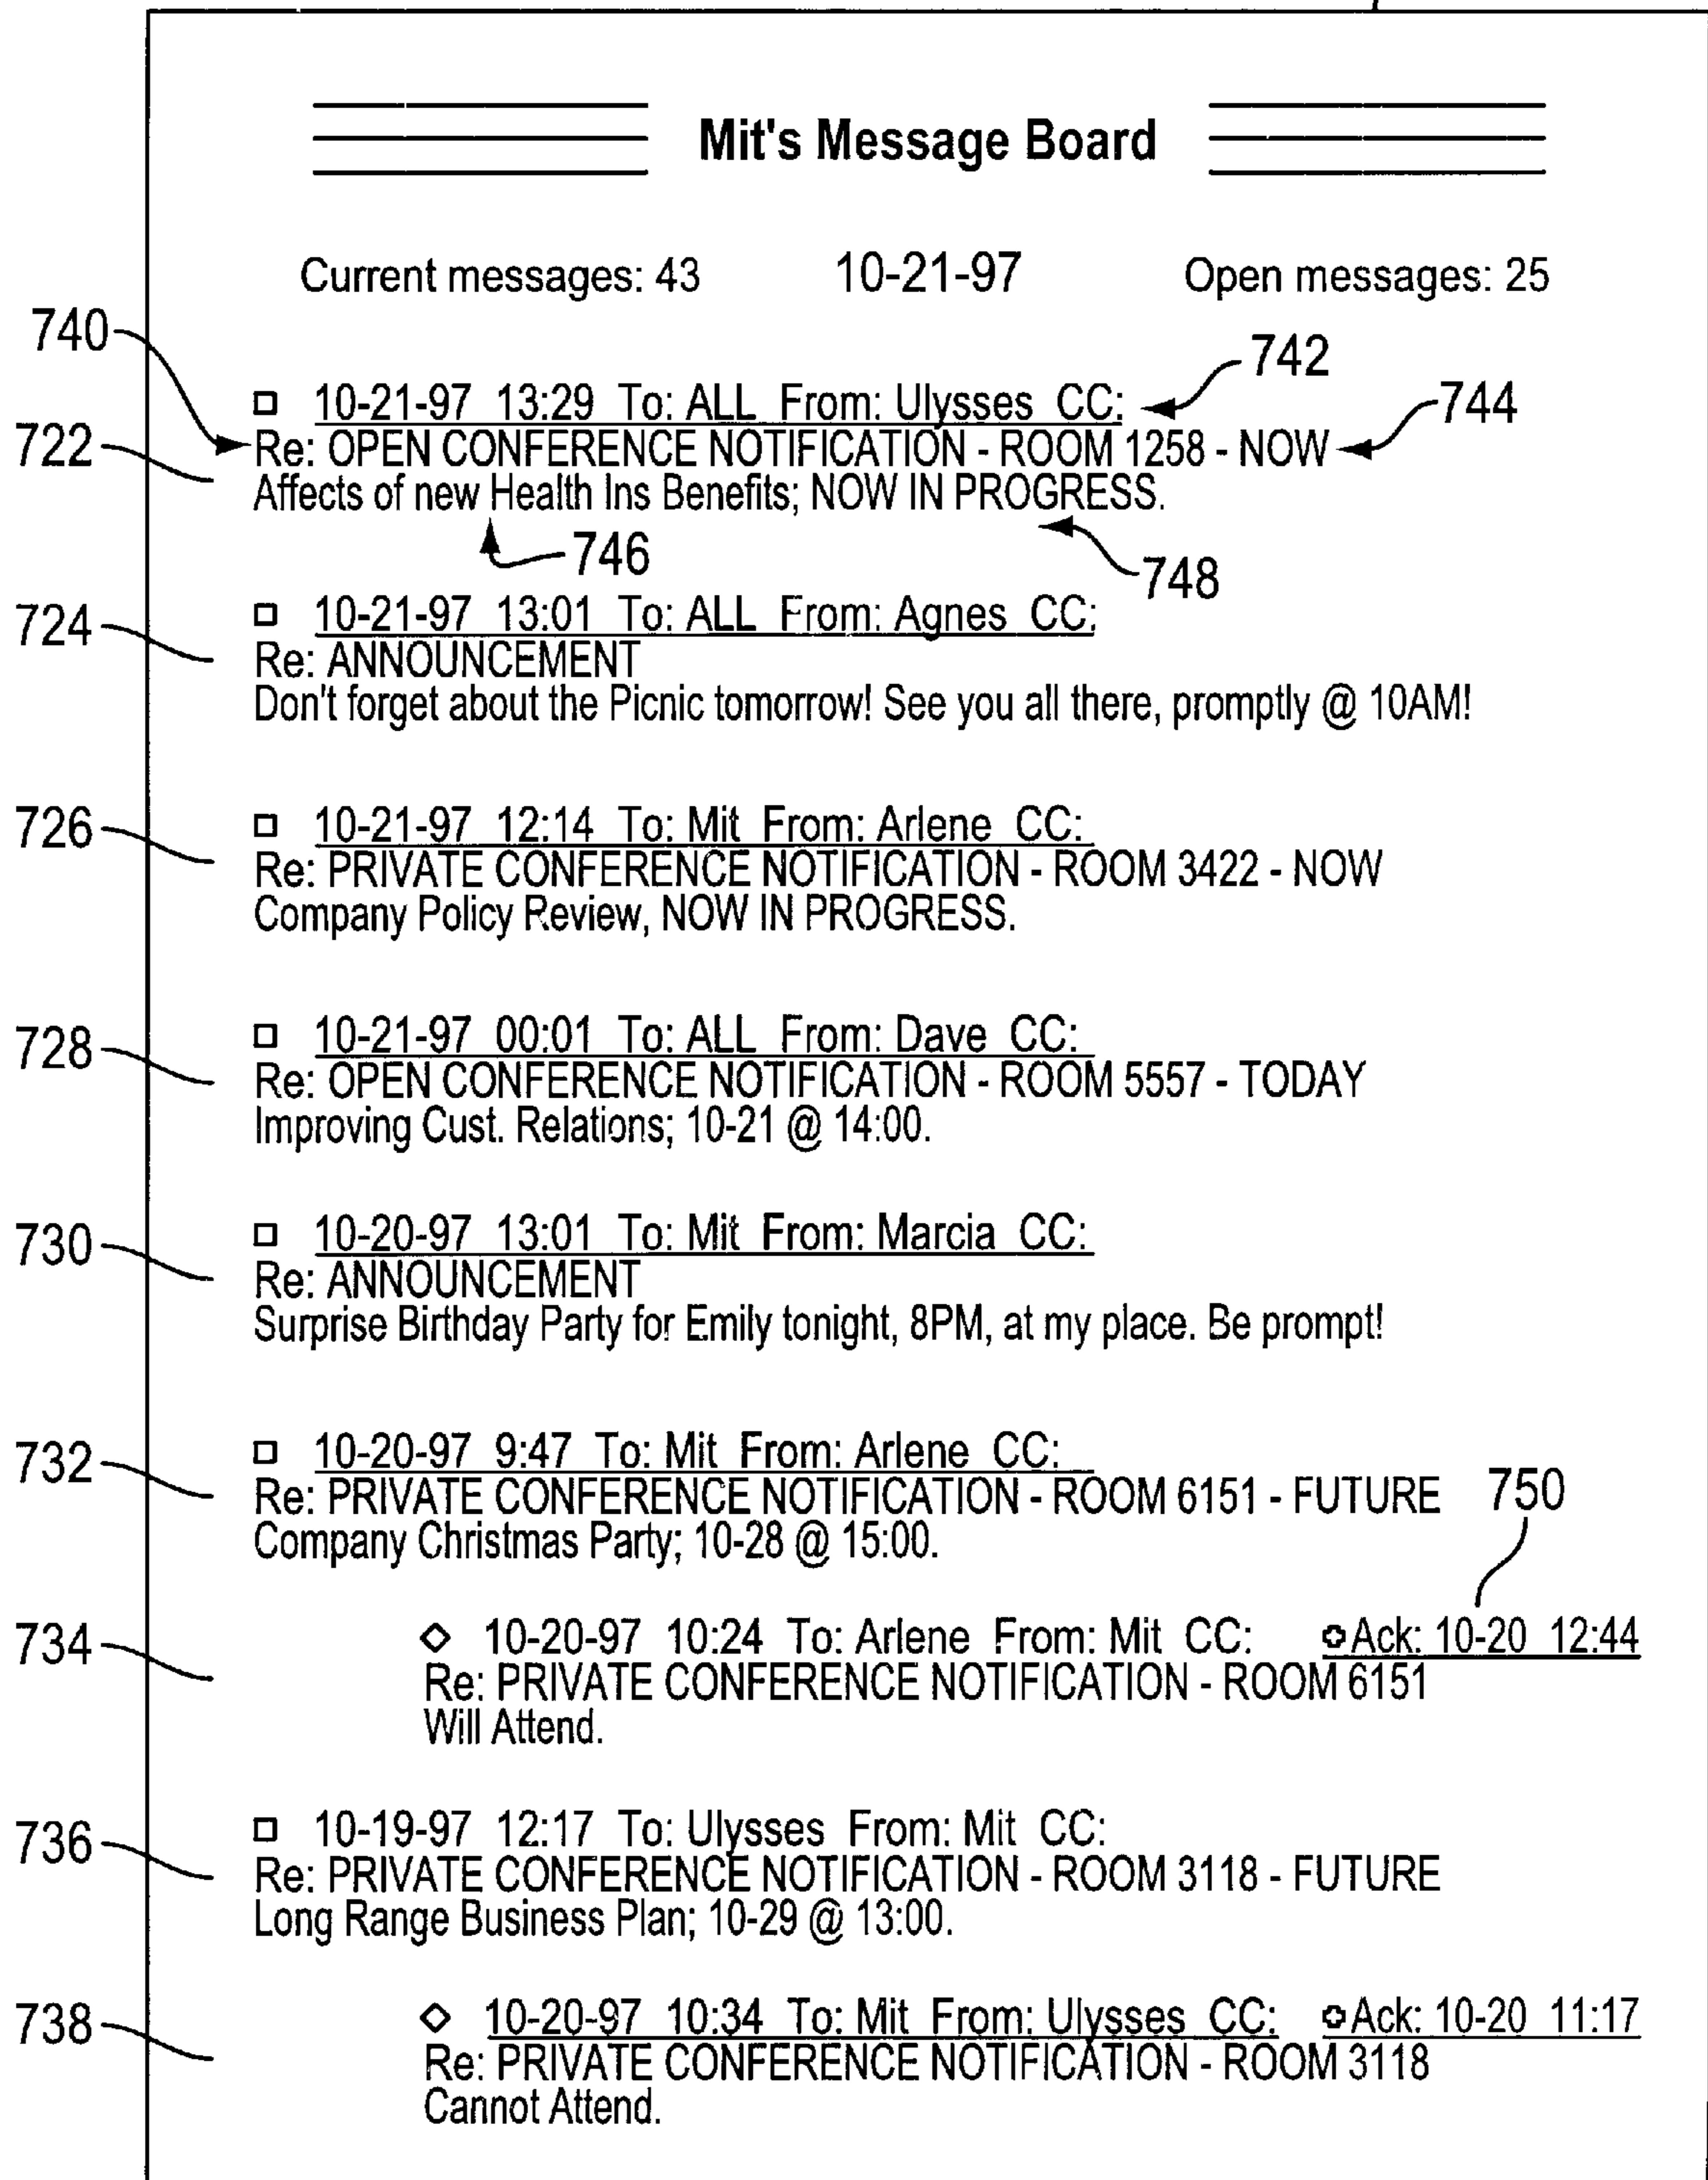 Mit's Message Board
Current messages: 43 10-21-97 Open messages: 25
740
742
□ 10-21-97 13:29 To: ALL From: Ulysses CC:
744
722
Re: OPEN CONFERENCE NOTIFICATION - ROOM 1258 - NOW
Affects of new Health Ins Benefits; NOW IN PROGRESS.
746
748
724
□ 10-21-97 13:01 To: ALL From: Agnes CC:
Re: ANNOUNCEMENT
Don't forget about the Picnic tomorrow! See you all there, promptly @ 10AM!
726
□ 10-21-97 12:14 To: Mit From: Arlene CC:
Re: PRIVATE CONFERENCE NOTIFICATION - ROOM 3422 - NOW
Company Policy Review, NOW IN PROGRESS.
728
□ 10-21-97 00:01 To: ALL From: Dave CC:
Re: OPEN CONFERENCE NOTIFICATION - ROOM 5557 - TODAY
Improving Cust. Relations; 10-21 @ 14:00.
730
□ 10-20-97 13:01 To: Mit From: Marcia CC:
Re: ANNOUNCEMENT
Surprise Birthday Party for Emily tonight, 8PM, at my place. Be prompt!
732
□ 10-20-97 9:47 To: Mit From: Arlene CC:
Re: PRIVATE CONFERENCE NOTIFICATION - ROOM 6151 - FUTURE
750
Company Christmas Party; 10-28 @ 15:00.
734
◇ 10-20-97 10:24 To: Arlene From: Mit CC: ✪Ack: 10-20 12:44
Re: PRIVATE CONFERENCE NOTIFICATION - ROOM 6151
Will Attend.
736
□ 10-19-97 12:17 To: Ulysses From: Mit CC:
Re: PRIVATE CONFERENCE NOTIFICATION - ROOM 3118 - FUTURE
Long Range Business Plan; 10-29 @ 13:00.
738
◇ 10-20-97 10:34 To: Mit From: Ulysses CC: ✪Ack: 10-20 11:17
Re: PRIVATE CONFERENCE NOTIFICATION - ROOM 3118
Cannot Attend.